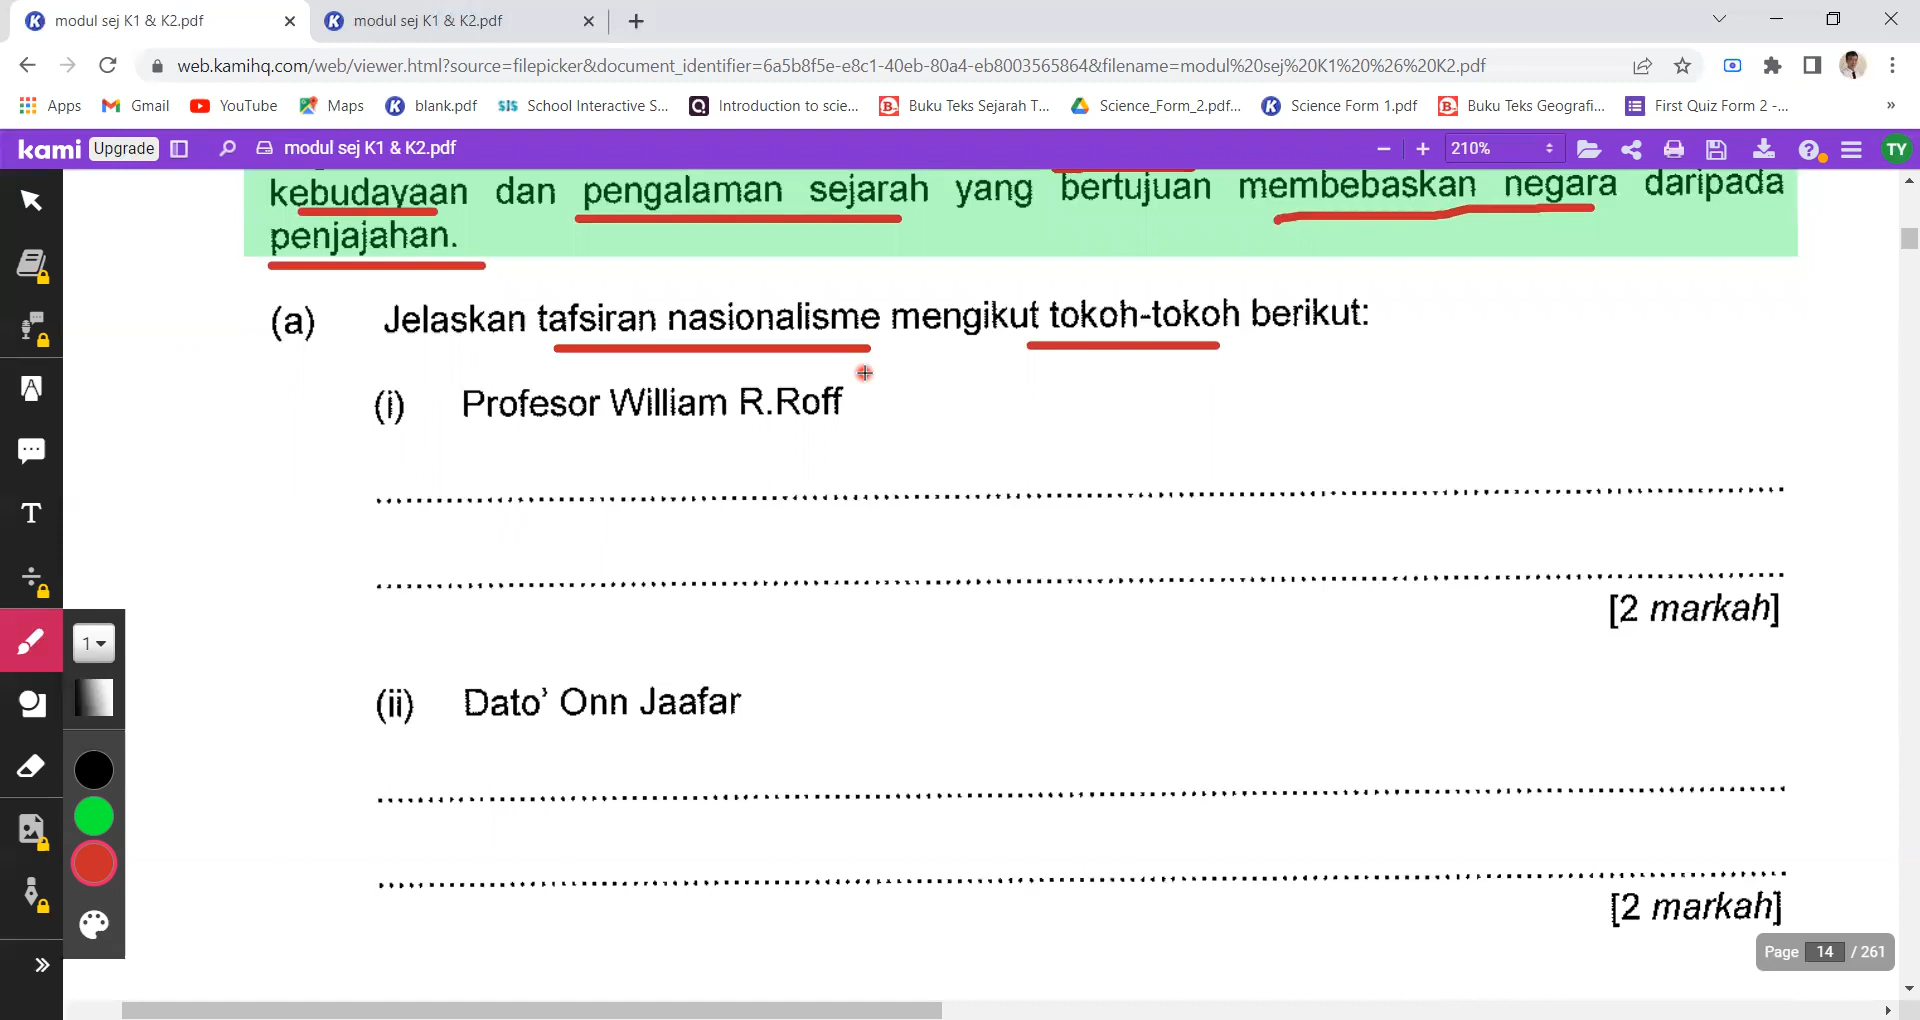 modul sej K1 & K2.pdf
modul sej K1 & K2.pdf
web.kamihq.com/web/viewer.html?source=filepicker&document_identifier=6a5b8f5e-e8c1-40eb-80a4-eb8003565864&filename=modul%20sej%20K1%20%26%20K2.pdf
Apps Gmail YouTube Maps blank.pdf SIS School Interactive S... Introduction to scie... Buku Teks Sejarah T... Science_Form_2.pdf... Science Form 1.pdf Buku Teks Geografi... First Quiz Form 2 -... »
kami Upgrade modul sej K1 & K2.pdf 210% TY
kebudayaan dan pengalaman sejarah yang bertujuan membebaskan negara daripada
penjajahan.
(a) Jelaskan tafsiran nasionalisme mengikut tokoh-tokoh berikut:
(i) Profesor William R.Roff
[2 markah]
(ii) Dato' Onn Jaafar
[2 markah]
1
Page 14 / 261